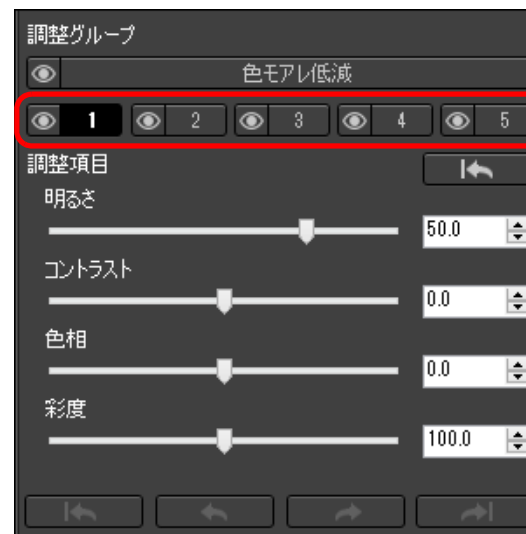 調整グループ
色モアレ低減
1 2 3 4 5
調整項目
明るさ
50.0
コントラスト
0.0
色相
0.0
彩度
100.0